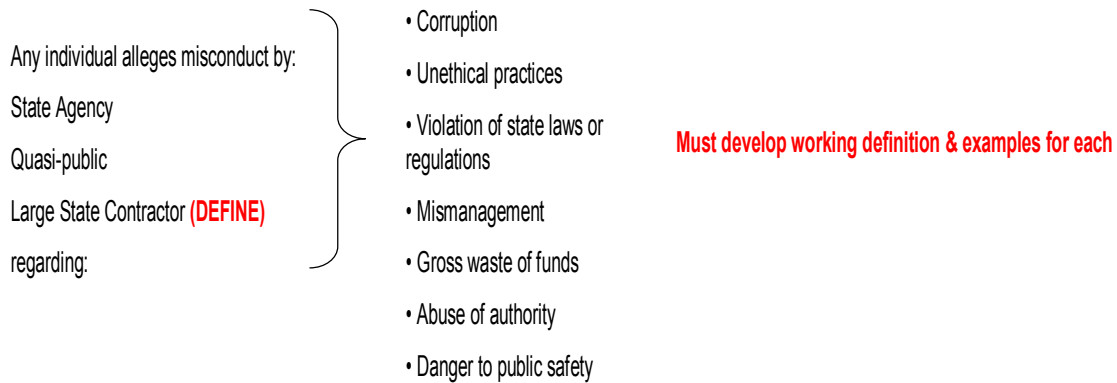 Any individual alleges misconduct by:
State Agency
Quasi-public
Large State Contractor (DEFINE)
regarding:
• Corruption
• Unethical practices
• Violation of state laws or
regulations
• Mismanagement
• Gross waste of funds
• Abuse of authority
• Danger to public safety
Must develop working definition & examples for each